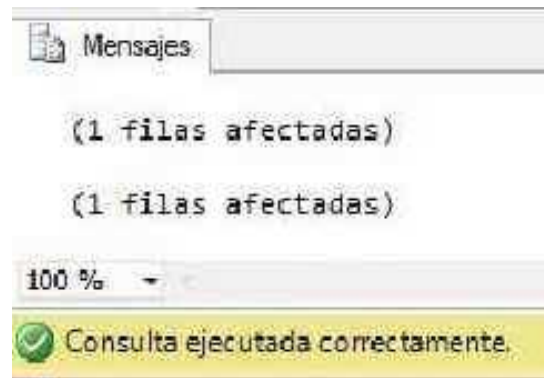 Mensajes
(1 filas afectadas)
(1 filas afectadas)
100 %
Consulta ejecutada correctamente.